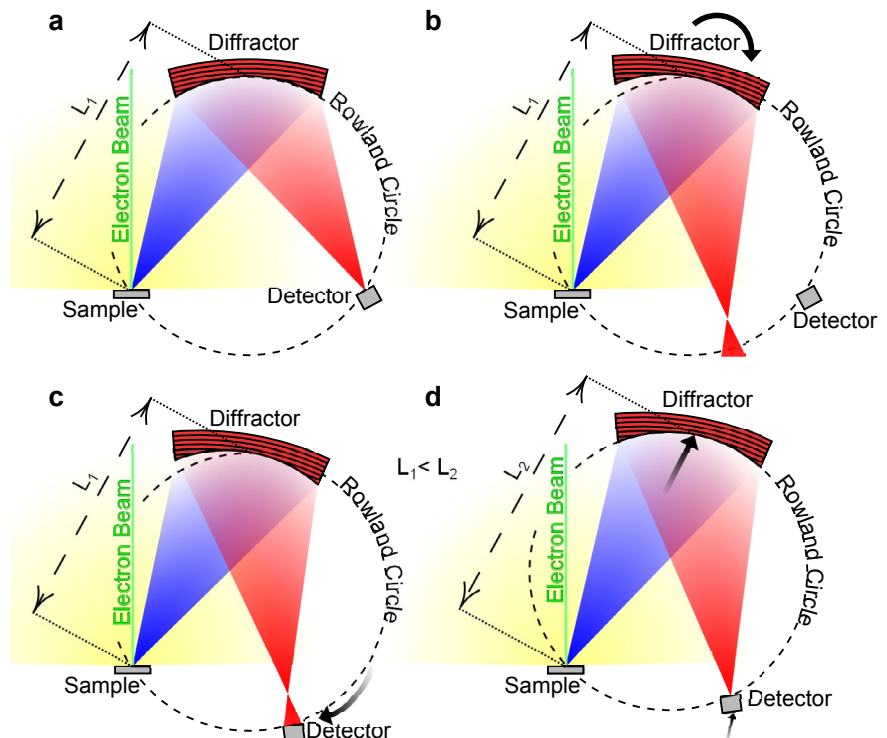 a
Diffractor
L1
Electron Beam
Rowland Circle
Sample
Detector
b
Diffractor
L1
Electron Beam
Rowland Circle
Sample
Detector
c
Diffractor
L1
Electron Beam
Rowland Circle
Sample
Detector
L1< L2
d
Diffractor
L2
Electron Beam
Rowland Circle
Sample
Detector